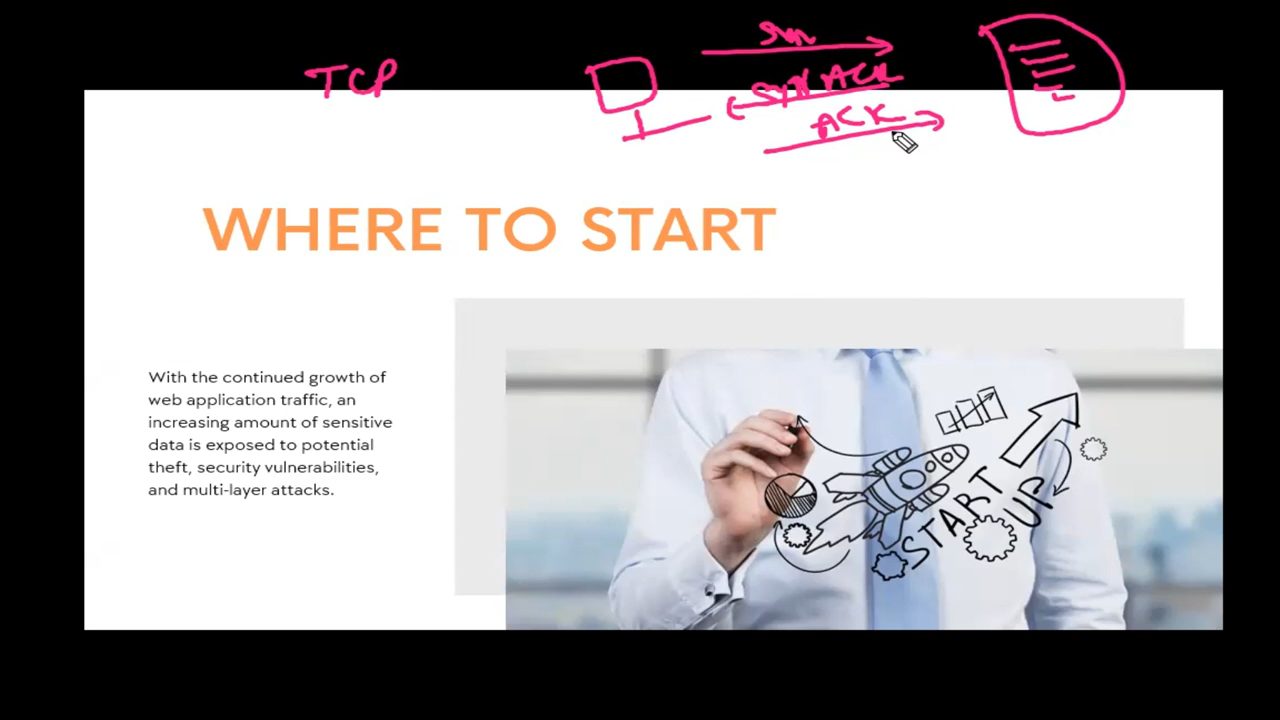 Syn
TCP
SYN ACK
ACK
WHERE TO START
With the continued growth of
web application traffic, an
increasing amount of sensitive
data is exposed to potential
theft, security vulnerabilities,
and multi-layer attacks.
START
UP